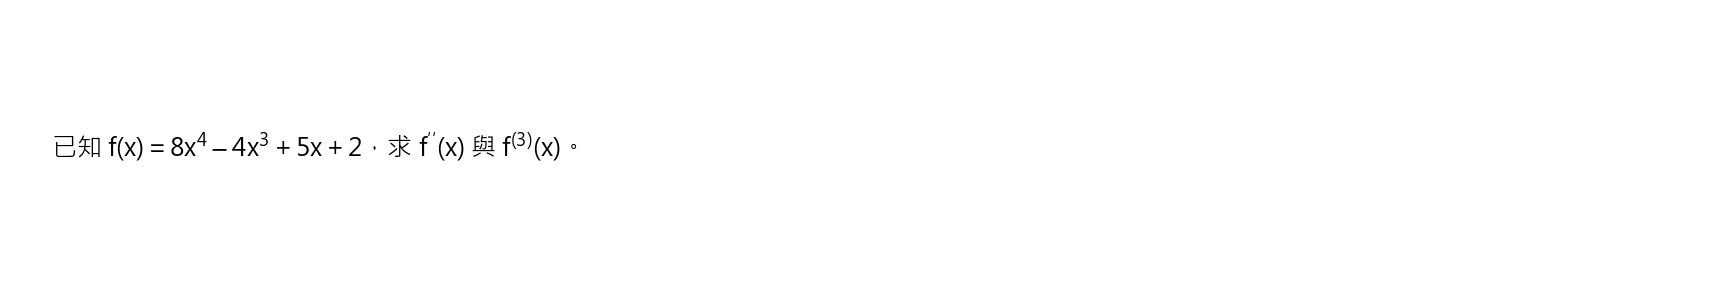 已知 f(x) = 8x⁴ – 4x³ + 5x + 2，求 f′′(x) 與 f⁽³⁾(x)。